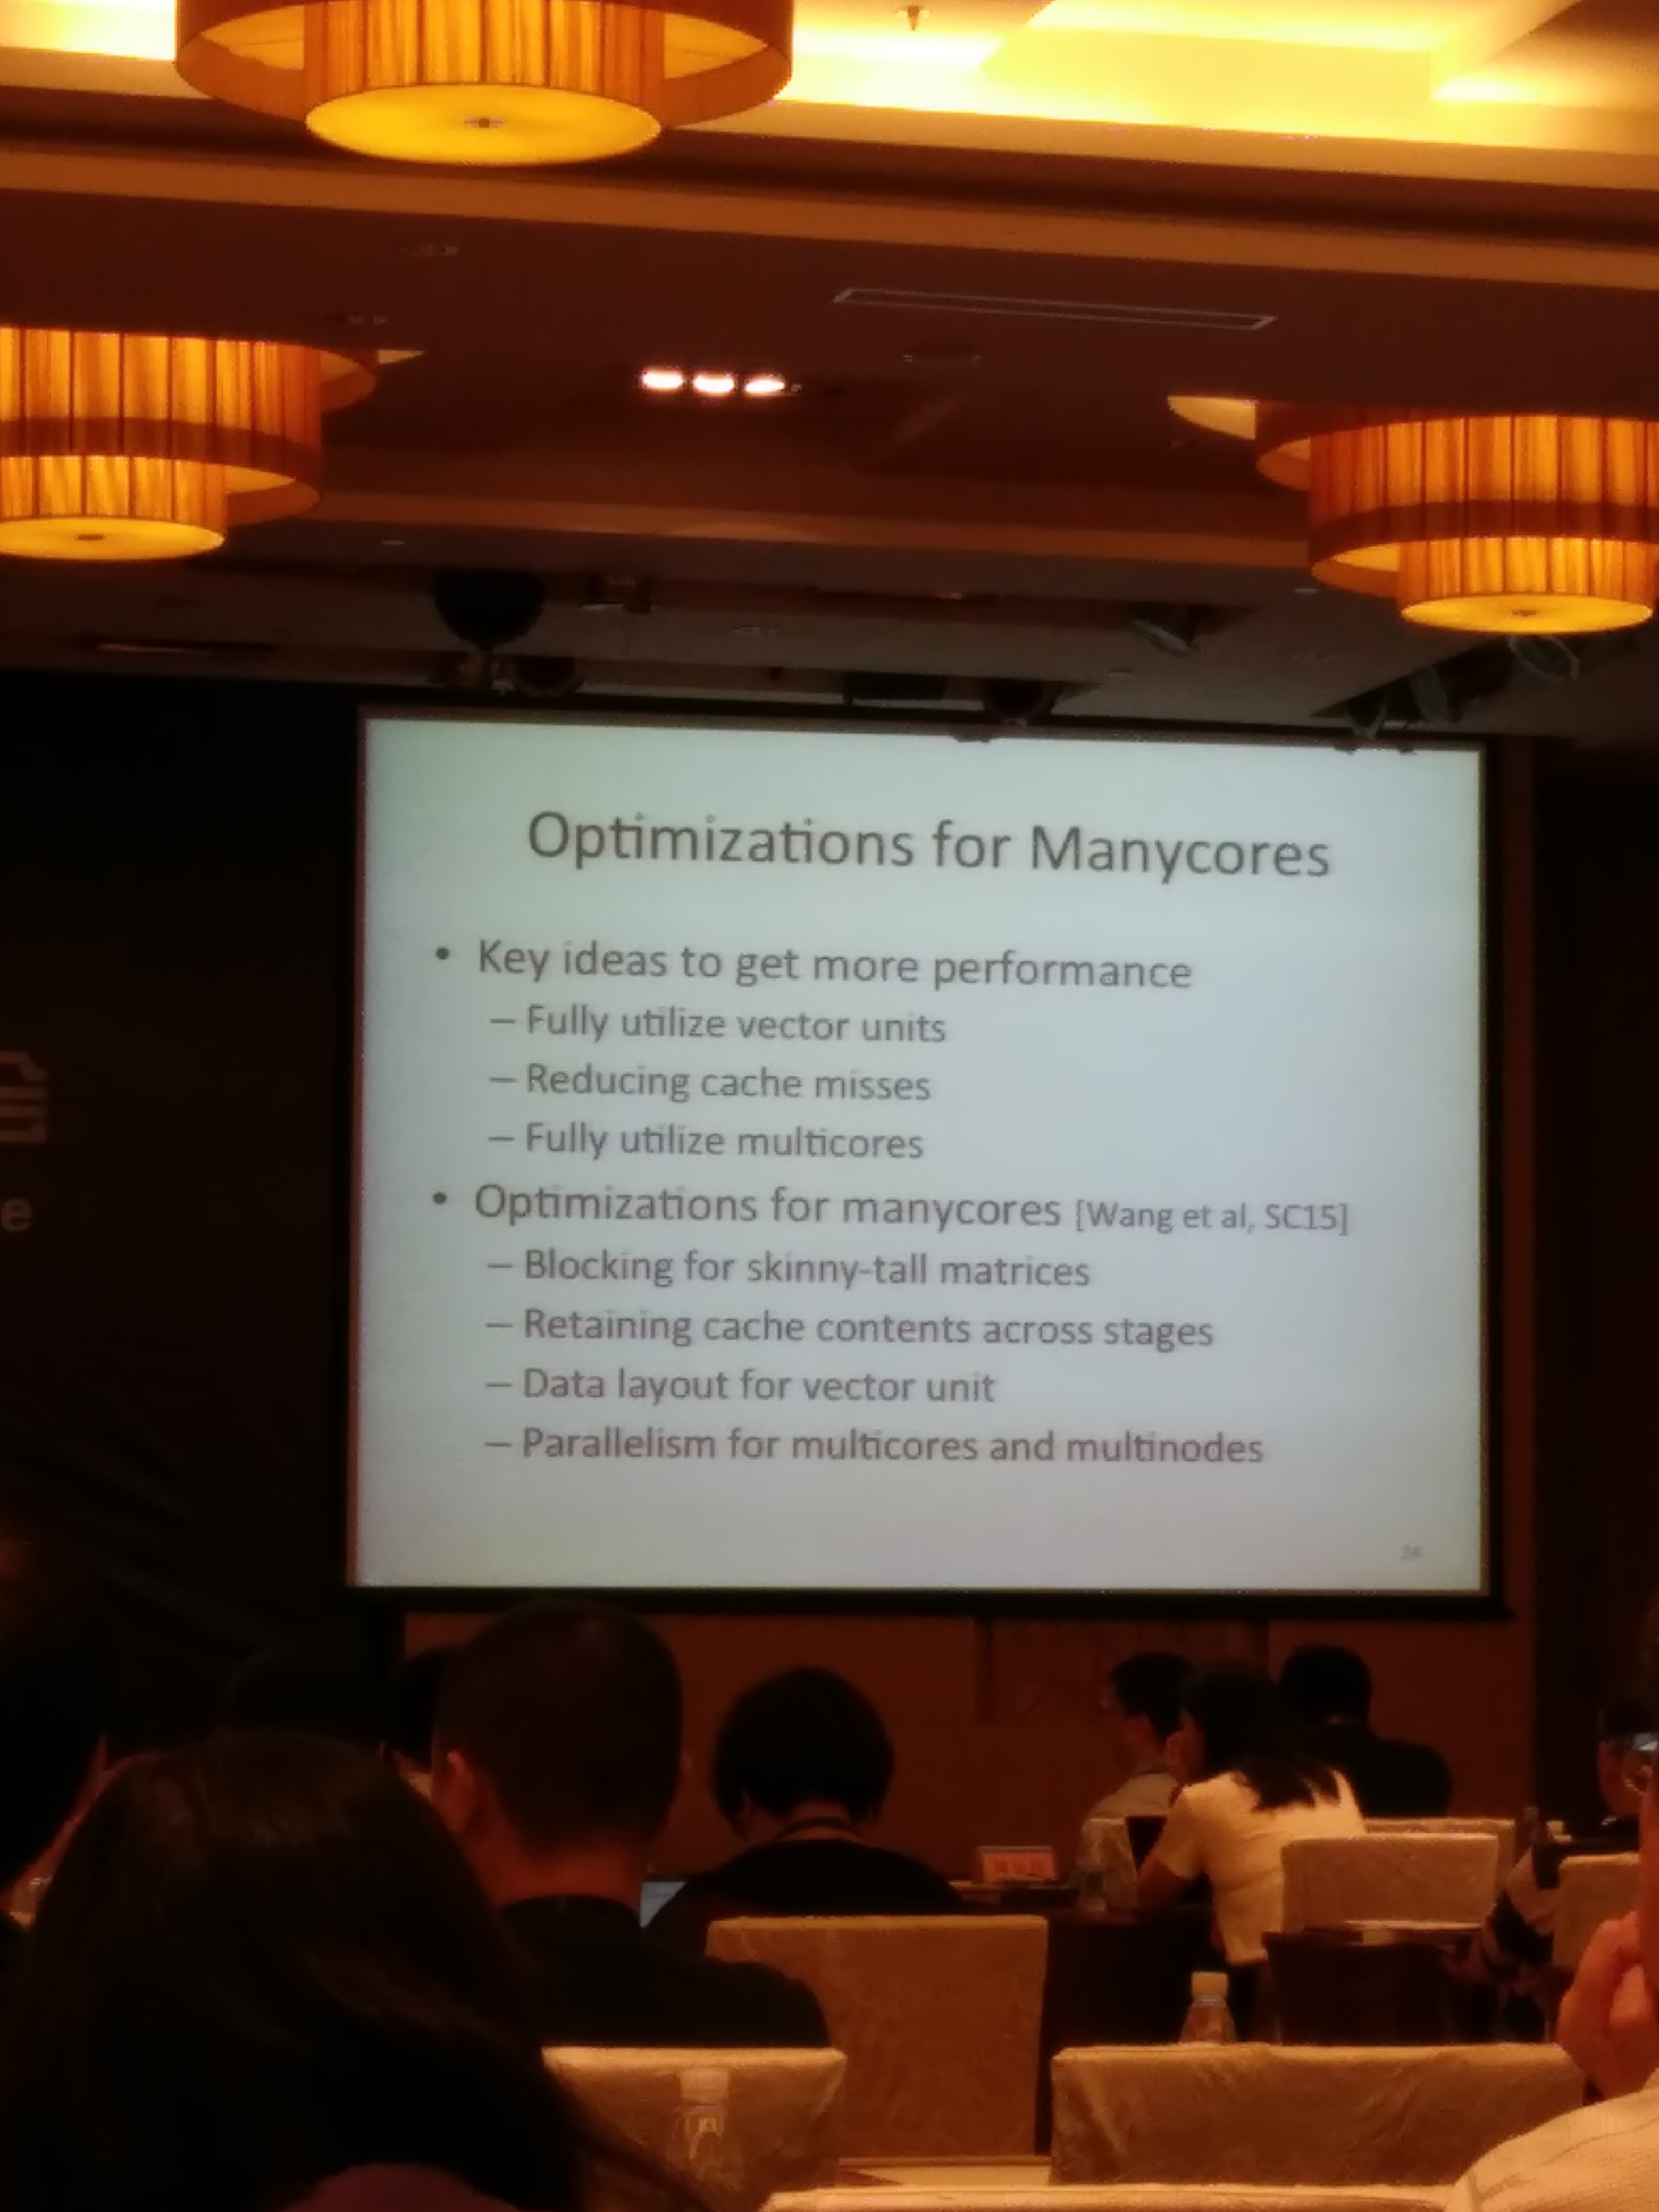 Optimizations for Manycores
• Key ideas to get more performance
– Fully utilize vector units
– Reducing cache misses
– Fully utilize multicores
• Optimizations for manycores [Wang et al, SC15]
– Blocking for skinny-tall matrices
– Retaining cache contents across stages
– Data layout for vector unit
– Parallelism for multicores and multinodes
e